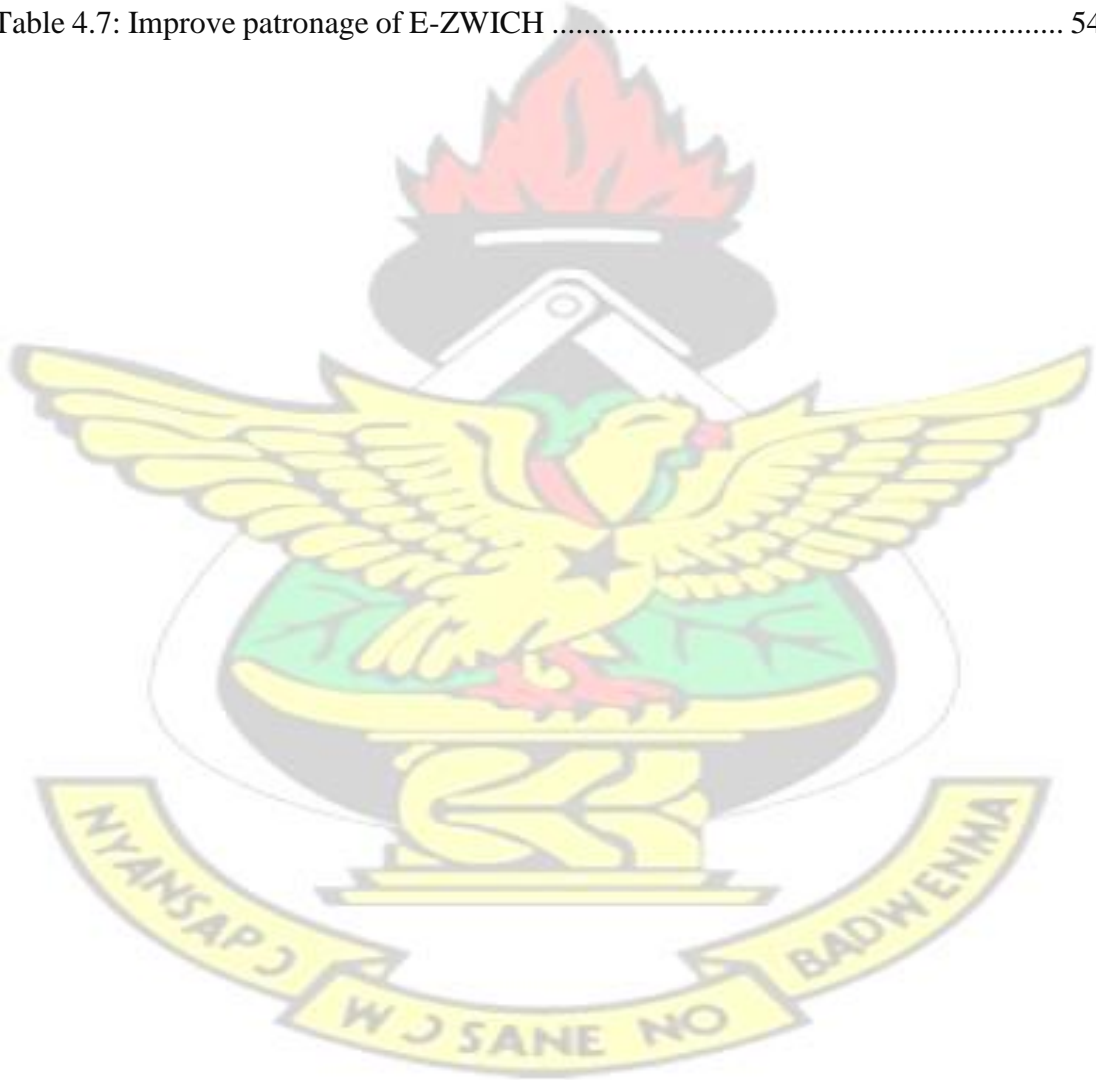 Table 4.7: Improve patronage of E-ZWICH ................................................................. 54
NYANSAPƆ
WƆSANE NO
BADWENMA